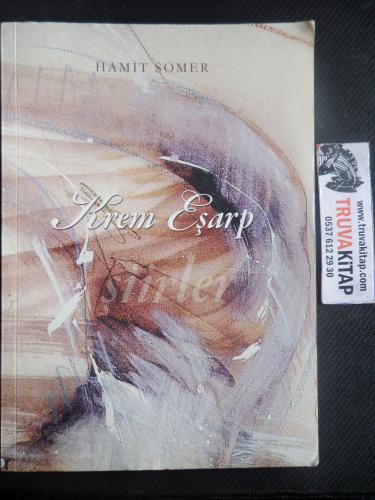 HAMİT SOMER
Krem Eşarp
şiirler
www.truvakitap.com
TRUVAKİTAP
0537 612 29 30